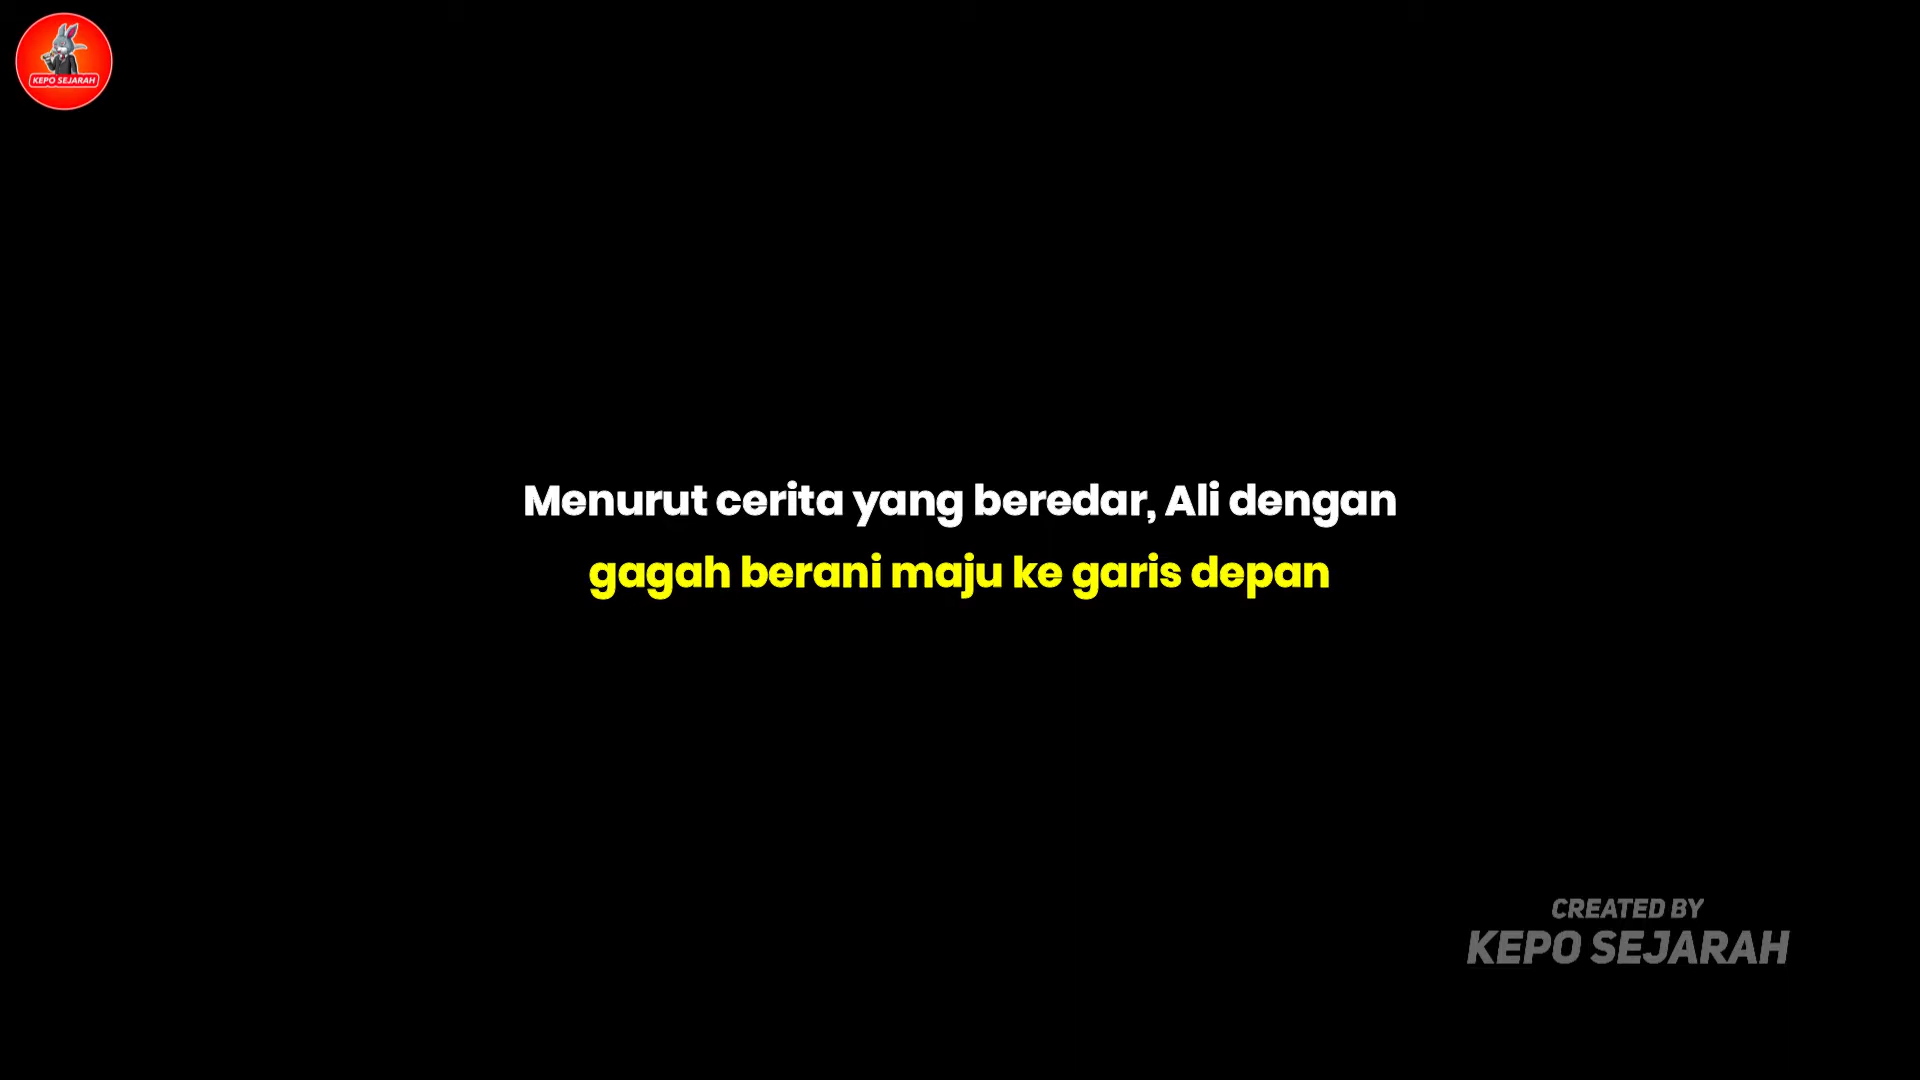 KEPO SEJARAH
Menurut cerita yang beredar, Ali dengan
gagah berani maju ke garis depan
CREATED BY
KEPO SEJARAH